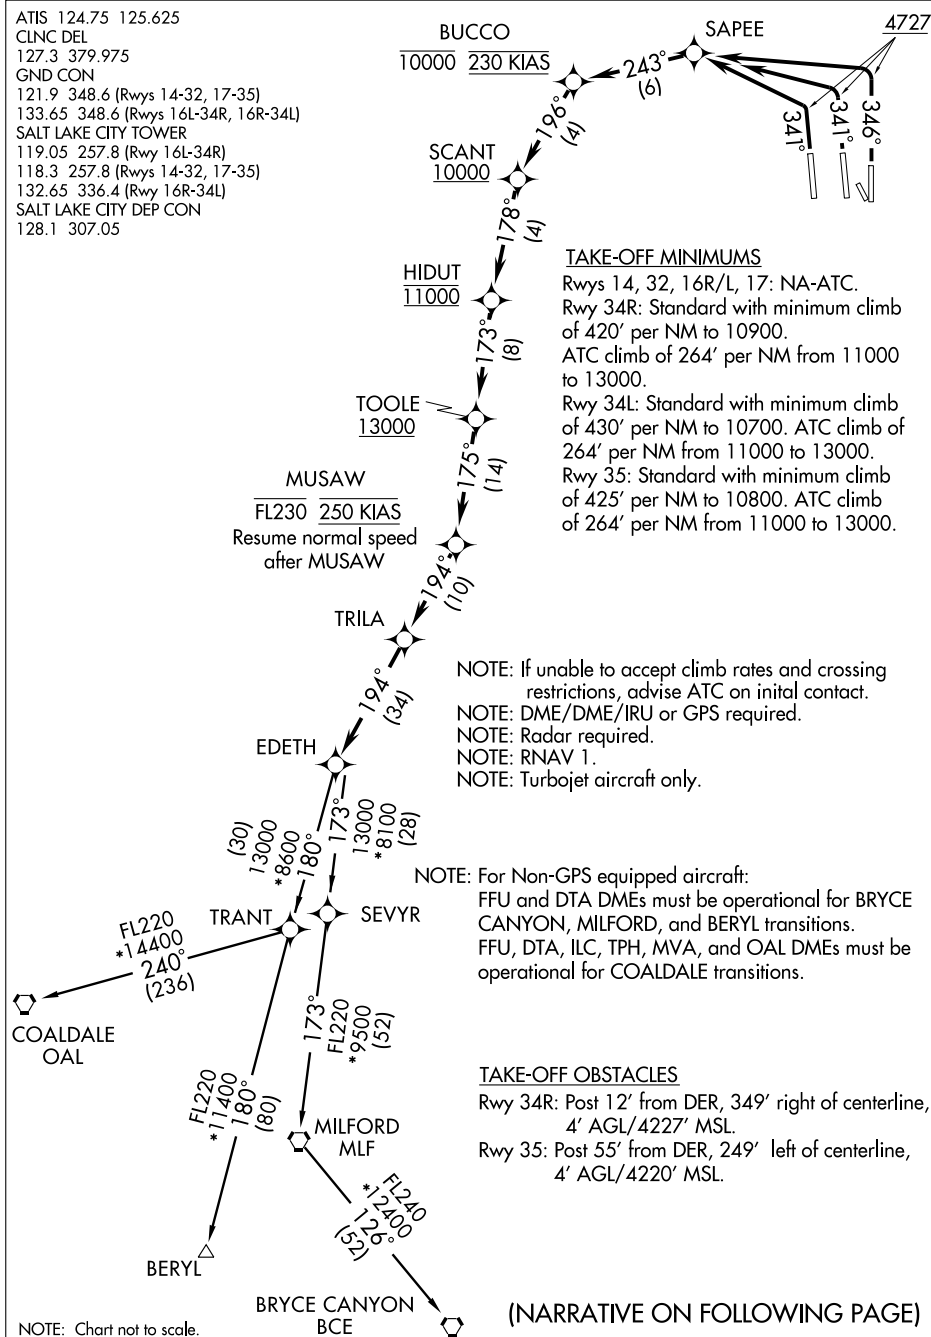 ATIS 124.75 125.625
CLNC DEL
127.3 379.975
GND CON
121.9 348.6 (Rwys 14-32, 17-35)
133.65 348.6 (Rwys 16L-34R, 16R-34L)
SALT LAKE CITY TOWER
119.05 257.8 (Rwy 16L-34R)
118.3 257.8 (Rwys 14-32, 17-35)
132.65 336.4 (Rwy 16R-34L)
SALT LAKE CITY DEP CON
128.1 307.05
BUCCO
10000 230 KIAS
SAPEE
4727
243°
(6)
341°
341°
346°
196°
(4)
SCANT
10000
178°
(4)
HIDUT
11000
173°
(8)
TOOLE
13000
175°
(14)
MUSAW
FL230 250 KIAS
Resume normal speed
after MUSAW
194°
(10)
TRILA
194°
(34)
EDETH
TAKE-OFF MINIMUMS
Rwys 14, 32, 16R/L, 17: NA-ATC.
Rwy 34R: Standard with minimum climb
of 420' per NM to 10900.
ATC climb of 264' per NM from 11000
to 13000.
Rwy 34L: Standard with minimum climb
of 430' per NM to 10700. ATC climb of
264' per NM from 11000 to 13000.
Rwy 35: Standard with minimum climb
of 425' per NM to 10800. ATC climb
of 264' per NM from 11000 to 13000.
NOTE: If unable to accept climb rates and crossing
restrictions, advise ATC on inital contact.
NOTE: DME/DME/IRU or GPS required.
NOTE: Radar required.
NOTE: RNAV 1.
NOTE: Turbojet aircraft only.
(30)
13000
*8600
180°
173°
13000
*8100
(28)
NOTE: For Non-GPS equipped aircraft:
FFU and DTA DMEs must be operational for BRYCE
CANYON, MILFORD, and BERYL transitions.
FFU, DTA, ILC, TPH, MVA, and OAL DMEs must be
operational for COALDALE transitions.
TRANT
SEVYR
FL220
*14400
240°
(236)
COALDALE
OAL
173°
FL220
*9500
(52)
FL220
*11400
180°
(80)
MILFORD
MLF
TAKE-OFF OBSTACLES
Rwy 34R: Post 12' from DER, 349' right of centerline,
4' AGL/4227' MSL.
Rwy 35: Post 55' from DER, 249' left of centerline,
4' AGL/4220' MSL.
FL240
*12400
126°
(52)
BERYL
BRYCE CANYON
BCE
(NARRATIVE ON FOLLOWING PAGE)
NOTE: Chart not to scale.